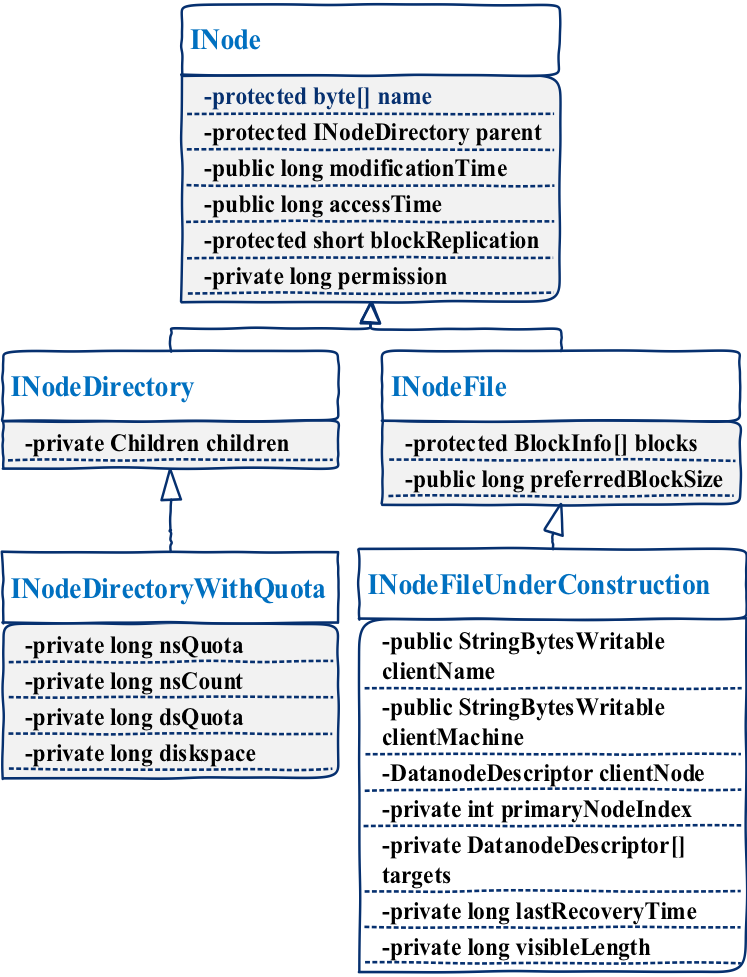 INode
-protected byte[] name
-protected INodeDirectory parent
-public long modificationTime
-public long accessTime
-protected short blockReplication
-private long permission
INodeDirectory
-private Children children
INodeFile
-protected BlockInfo[] blocks
-public long preferredBlockSize
INodeDirectoryWithQuota
-private long nsQuota
-private long nsCount
-private long dsQuota
-private long diskspace
INodeFileUnderConstruction
-public StringBytesWritable
clientName
-public StringBytesWritable
clientMachine
-DatanodeDescriptor clientNode
-private int primaryNodeIndex
-private DatanodeDescriptor[]
targets
-private long lastRecoveryTime
-private long visibleLength